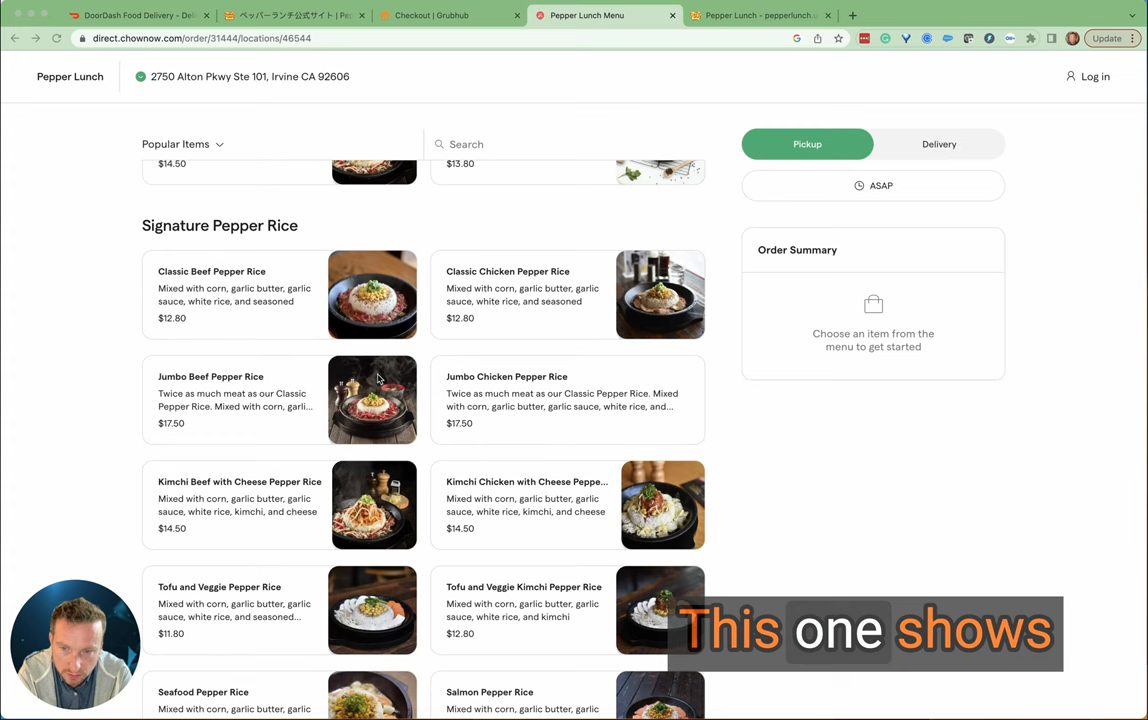 DoorDash Food Delivery - Deli
ペッパーランチ公式サイト | Pep
Checkout | Grubhub
Pepper Lunch Menu
Pepper Lunch - pepperlunch.u
direct.chownow.com/order/31444/locations/46544
Update
Pepper Lunch
2750 Alton Pkwy Ste 101, Irvine CA 92606
Log in
Popular Items
Search
Pickup
Delivery
ASAP
$14.50
$13.80
Signature Pepper Rice
Classic Beef Pepper Rice
Mixed with corn, garlic butter, garlic
sauce, white rice, and seasoned
$12.80
Classic Chicken Pepper Rice
Mixed with corn, garlic butter, garlic
sauce, white rice, and seasoned
$12.80
Order Summary
Choose an item from the
menu to get started
Jumbo Beef Pepper Rice
Twice as much meat as our Classic
Pepper Rice. Mixed with corn, garli...
$17.50
Jumbo Chicken Pepper Rice
Twice as much meat as our Classic Pepper Rice. Mixed
with corn, garlic butter, garlic sauce, white rice, and...
$17.50
Kimchi Beef with Cheese Pepper Rice
Mixed with corn, garlic butter, garlic
sauce, white rice, kimchi, and cheese
$14.50
Kimchi Chicken with Cheese Peppe...
Mixed with corn, garlic butter, garlic
sauce, white rice, kimchi, and cheese
$14.50
Tofu and Veggie Pepper Rice
Mixed with corn, garlic butter, garlic
sauce, white rice, and seasoned...
$11.80
Tofu and Veggie Kimchi Pepper Rice
Mixed with corn, garlic butter, garlic
sauce, white rice, and kimchi
$12.80
This one shows
Seafood Pepper Rice
Mixed with corn, garlic butter, garlic
Salmon Pepper Rice
Mixed with corn, garlic butter, garlic